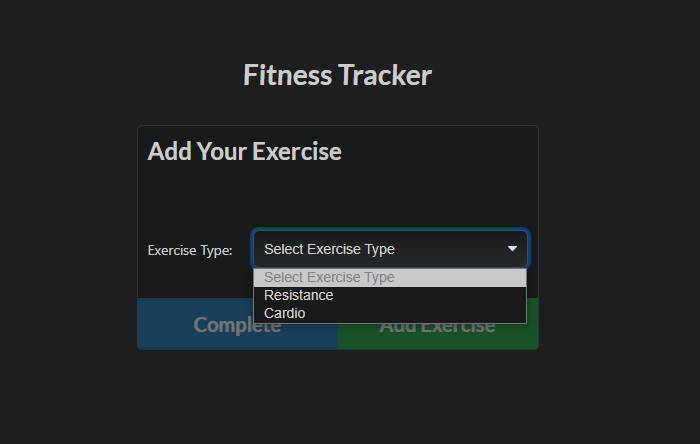 Fitness Tracker
Add Your Exercise
Exercise Type: Select Exercise Type
Select Exercise Type
Resistance
Cardio
Complete Add Exercise